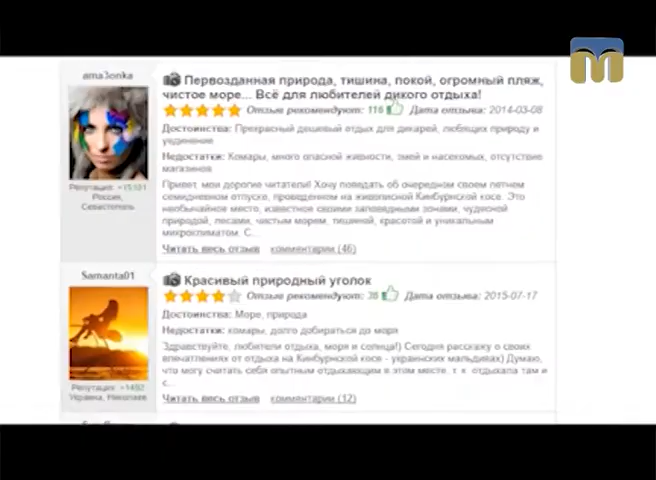 ama3onka
Первозданная природа, тишина, покой, огромный пляж,
чистое море... Всё для любителей дикого отдыха!
Отзыв рекомендуют: 116 Дата отзыва: 2014-03-08
Достоинства: Прекрасный дешевый отдых для дикарей, любящих природу и
уединение
Недостатки: Комары, много опасной живности, змей и насекомых, отсутствие
магазинов
Репутация:
Россия,
Севастополь
Привет, мои дорогие читатели! Хочу поведать об очередном своем летнем
семидневном отпуске, проведенном на живописной Кинбурнской косе. Это
необычайное место, известное своими заповедными зонами, чудесной
природой, лесами, чистым морем, тишиной, красотой и уникальным
микроклиматом. С...
Читать весь отзыв комментарии (46)
Samanta01
Красивый природный уголок
Отзыв рекомендуют: 36 Дата отзыва: 2015-07-17
Достоинства: Море, природа
Недостатки: комары, долго добираться до моря
Здравствуйте, любители отдыха, моря и солнца!) Сегодня расскажу о своих
впечатлениях от отдыха на Кинбурнской косе - украинских мальдивах) Думаю,
что могу считать себя опытным отдыхающим в этом месте, т.к. отдыхала там и
с...
Репутация: +1492
Украина, Николаев
Читать весь отзыв комментарии (12)